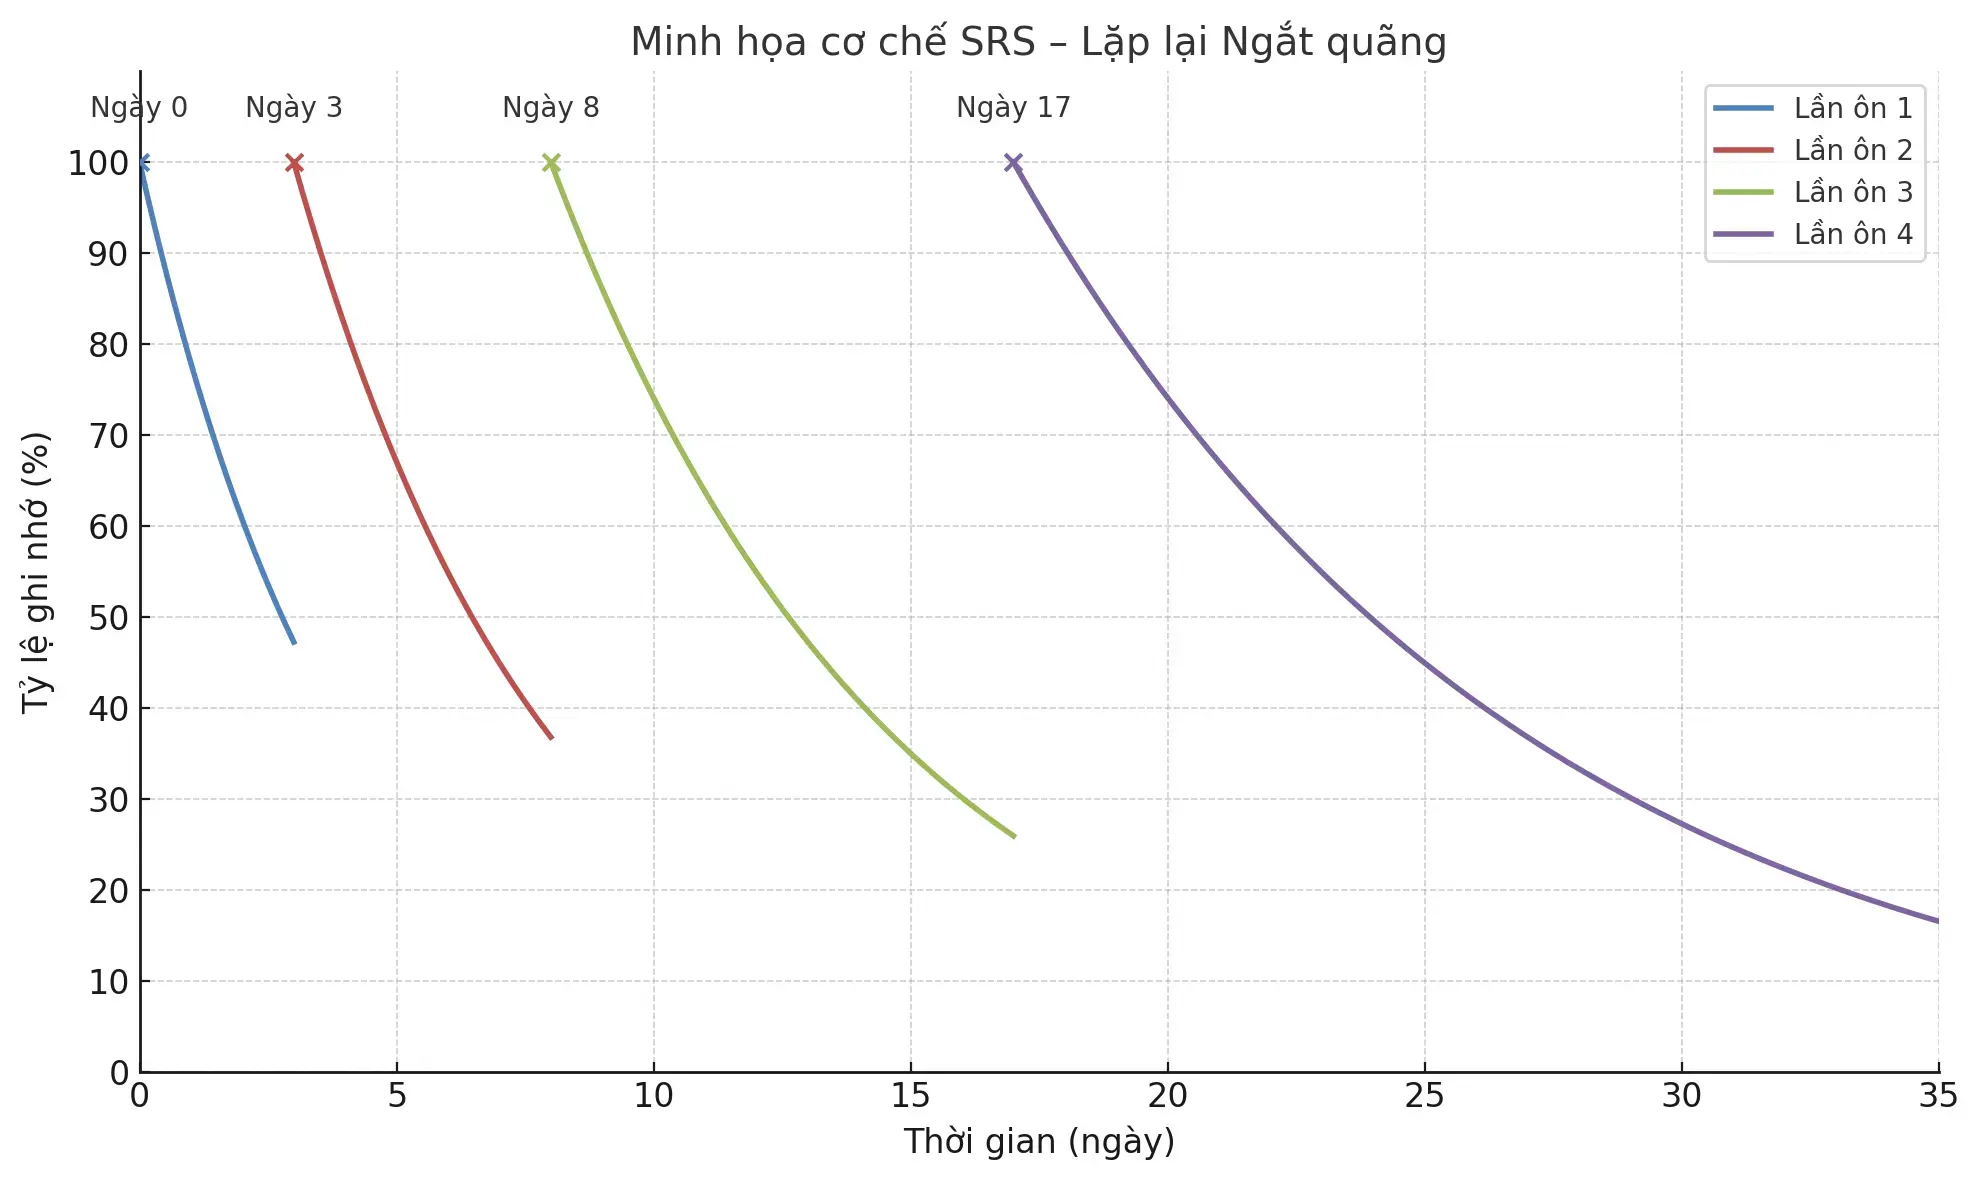 Minh họa cơ chế SRS – Lặp lại Ngắt quãng
Ngày 0
Ngày 3
Ngày 8
Ngày 17
Lần ôn 1
Lần ôn 2
Lần ôn 3
Lần ôn 4
Tỷ lệ ghi nhớ (%)
100
90
80
70
60
50
40
30
20
10
0
0 5 10 15 20 25 30 35
Thời gian (ngày)